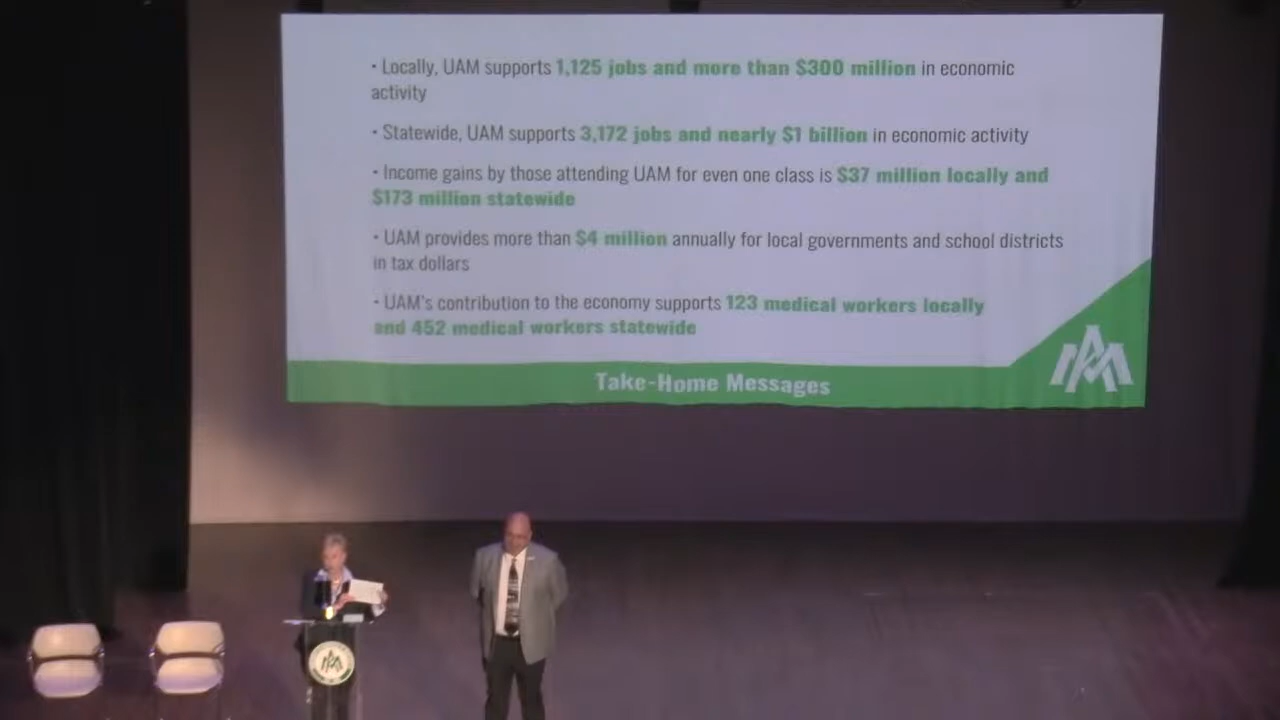 • Locally, UAM supports 1,125 jobs and more than $300 million in economic
activity
• Statewide, UAM supports 3,172 jobs and nearly $1 billion in economic activity
• Income gains by those attending UAM for even one class is $37 million locally and
$173 million statewide
• UAM provides more than $4 million annually for local governments and school districts
in tax dollars
• UAM's contribution to the economy supports 123 medical workers locally
and 452 medical workers statewide
Take-Home Messages